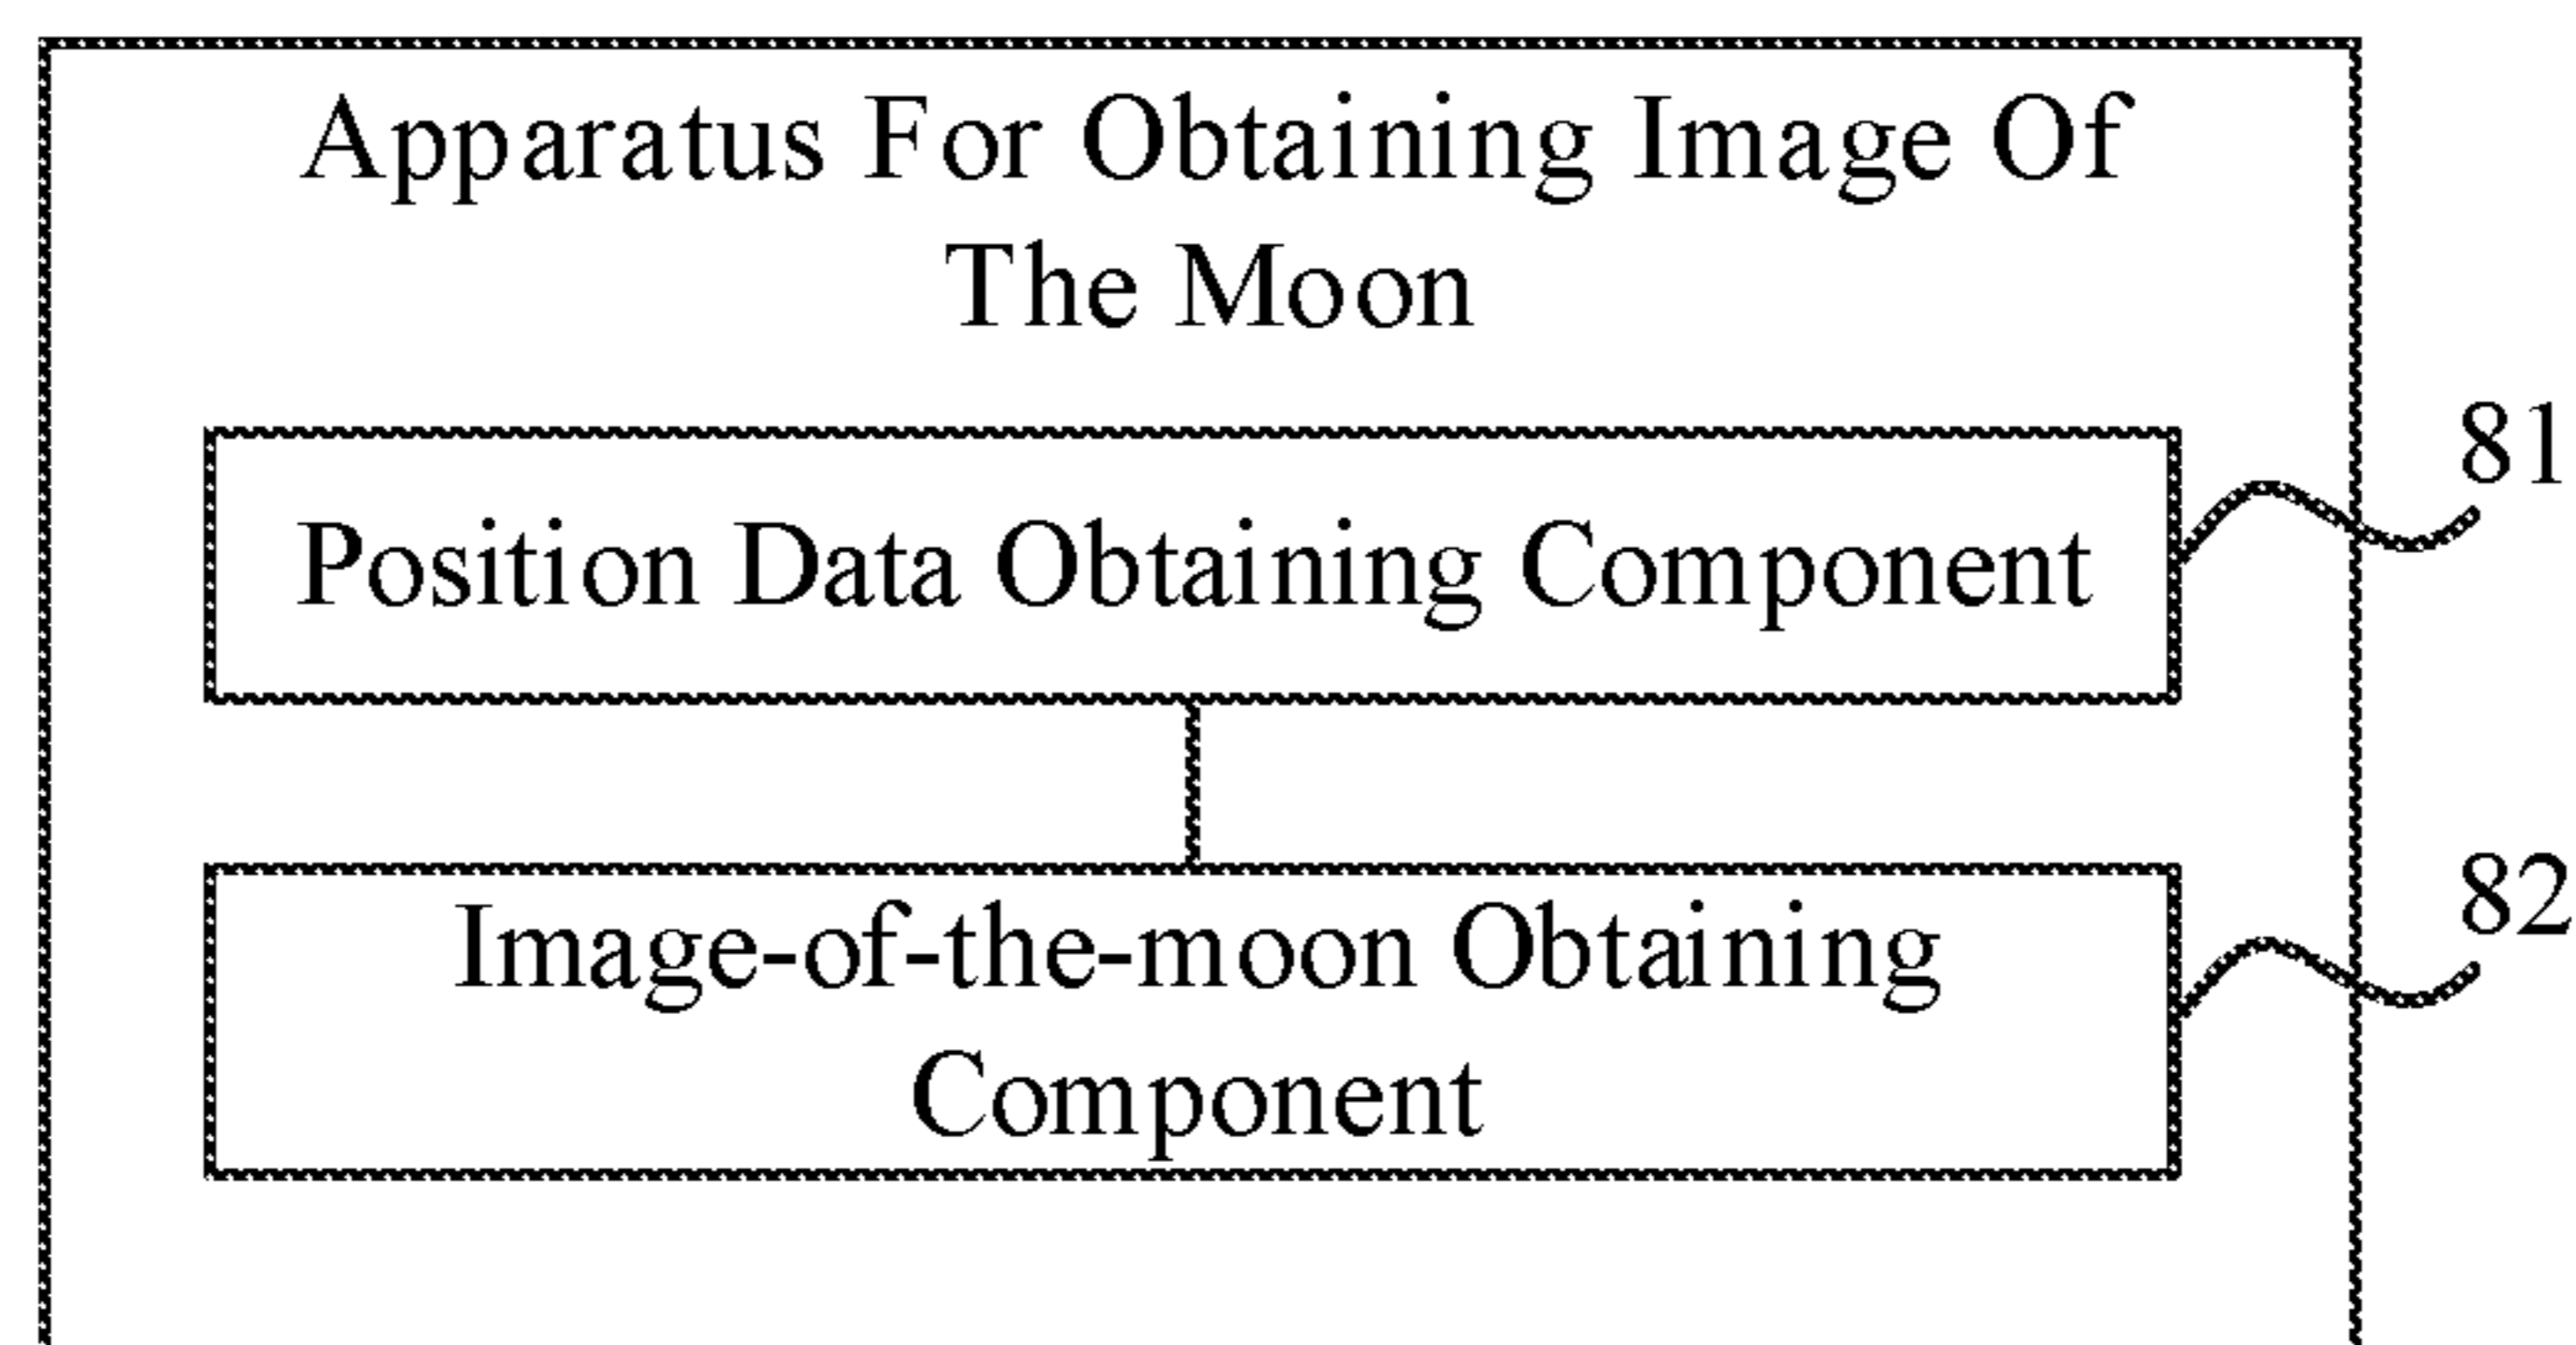 Apparatus For Obtaining Image Of
The Moon
81
Position Data Obtaining Component
82
Image-of-the-moon Obtaining
Component